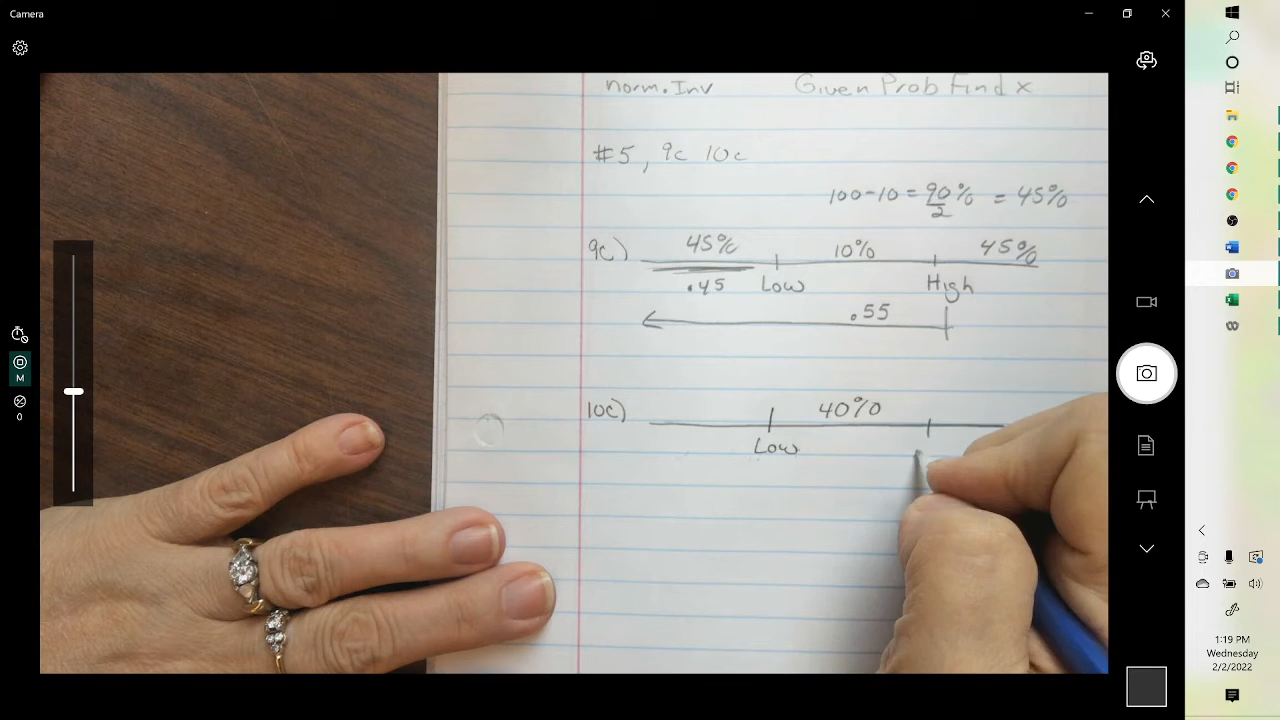 Camera
norm.Inv Given Prob Find x
#5, 9c 10c
100-10 = 90%/2 = 45%
9c) 45% 10% 45%
.45 Low High
.55
10c) 40%
Low
M
0
1:19 PM
Wednesday
2/2/2022